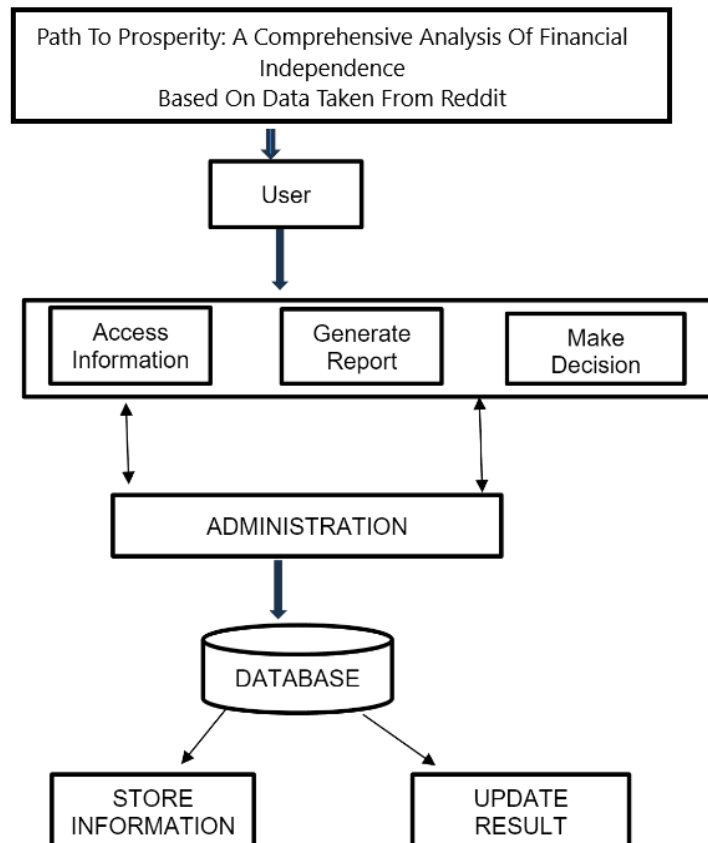 Path To Prosperity: A Comprehensive Analysis Of Financial
Independence
Based On Data Taken From Reddit
User
Access
Information
Generate
Report
Make
Decision
ADMINISTRATION
DATABASE
STORE
INFORMATION
UPDATE
RESULT